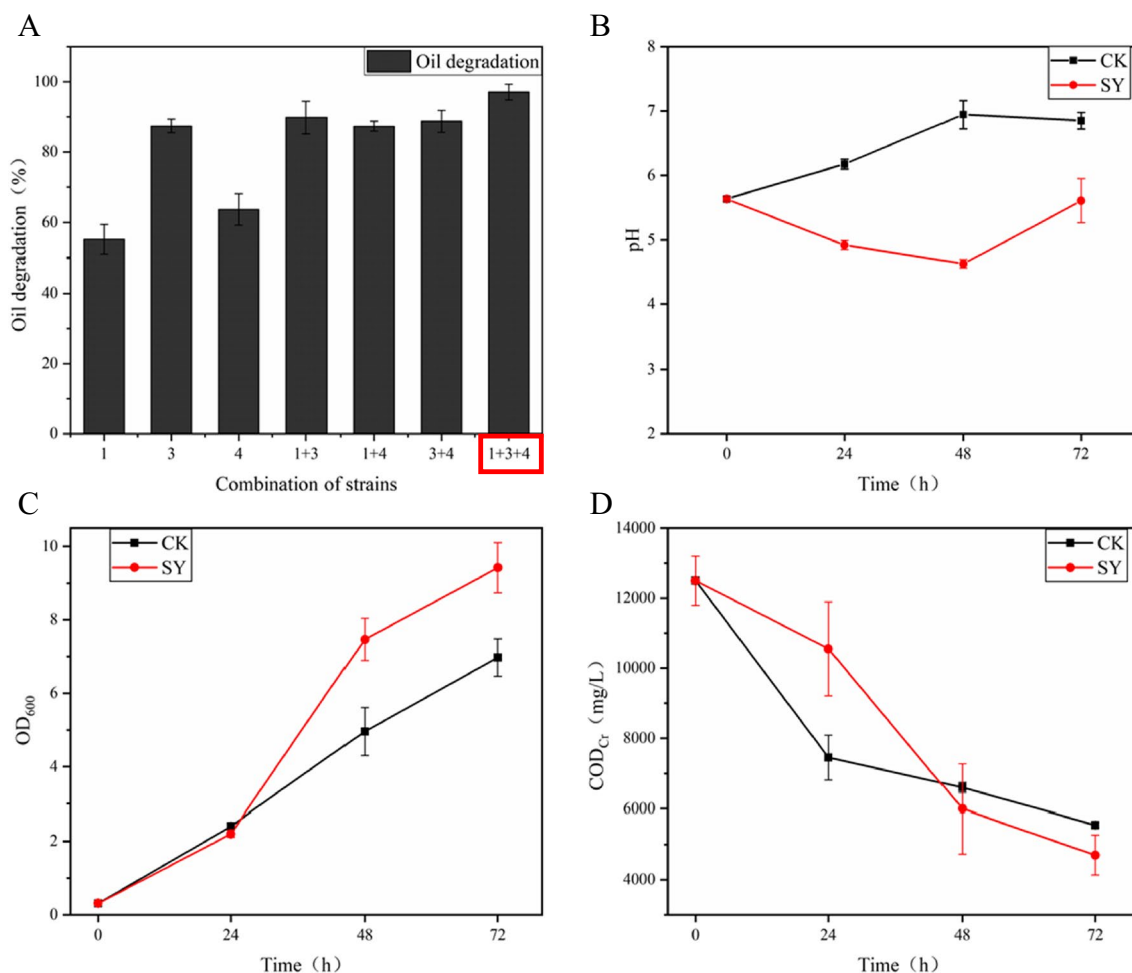 A
Oil degradation
Oil degradation（%）
100
80
60
40
20
0
1 3 4 1+3 1+4 3+4 1+3+4
Combination of strains
B
CK
SY
pH
8
7
6
5
4
3
2
0 24 48 72
Time（h）
C
CK
SY
OD600
10
8
6
4
2
0
0 24 48 72
Time（h）
D
CK
SY
CODCr（mg/L）
14000
12000
10000
8000
6000
4000
0 24 48 72
Time（h）